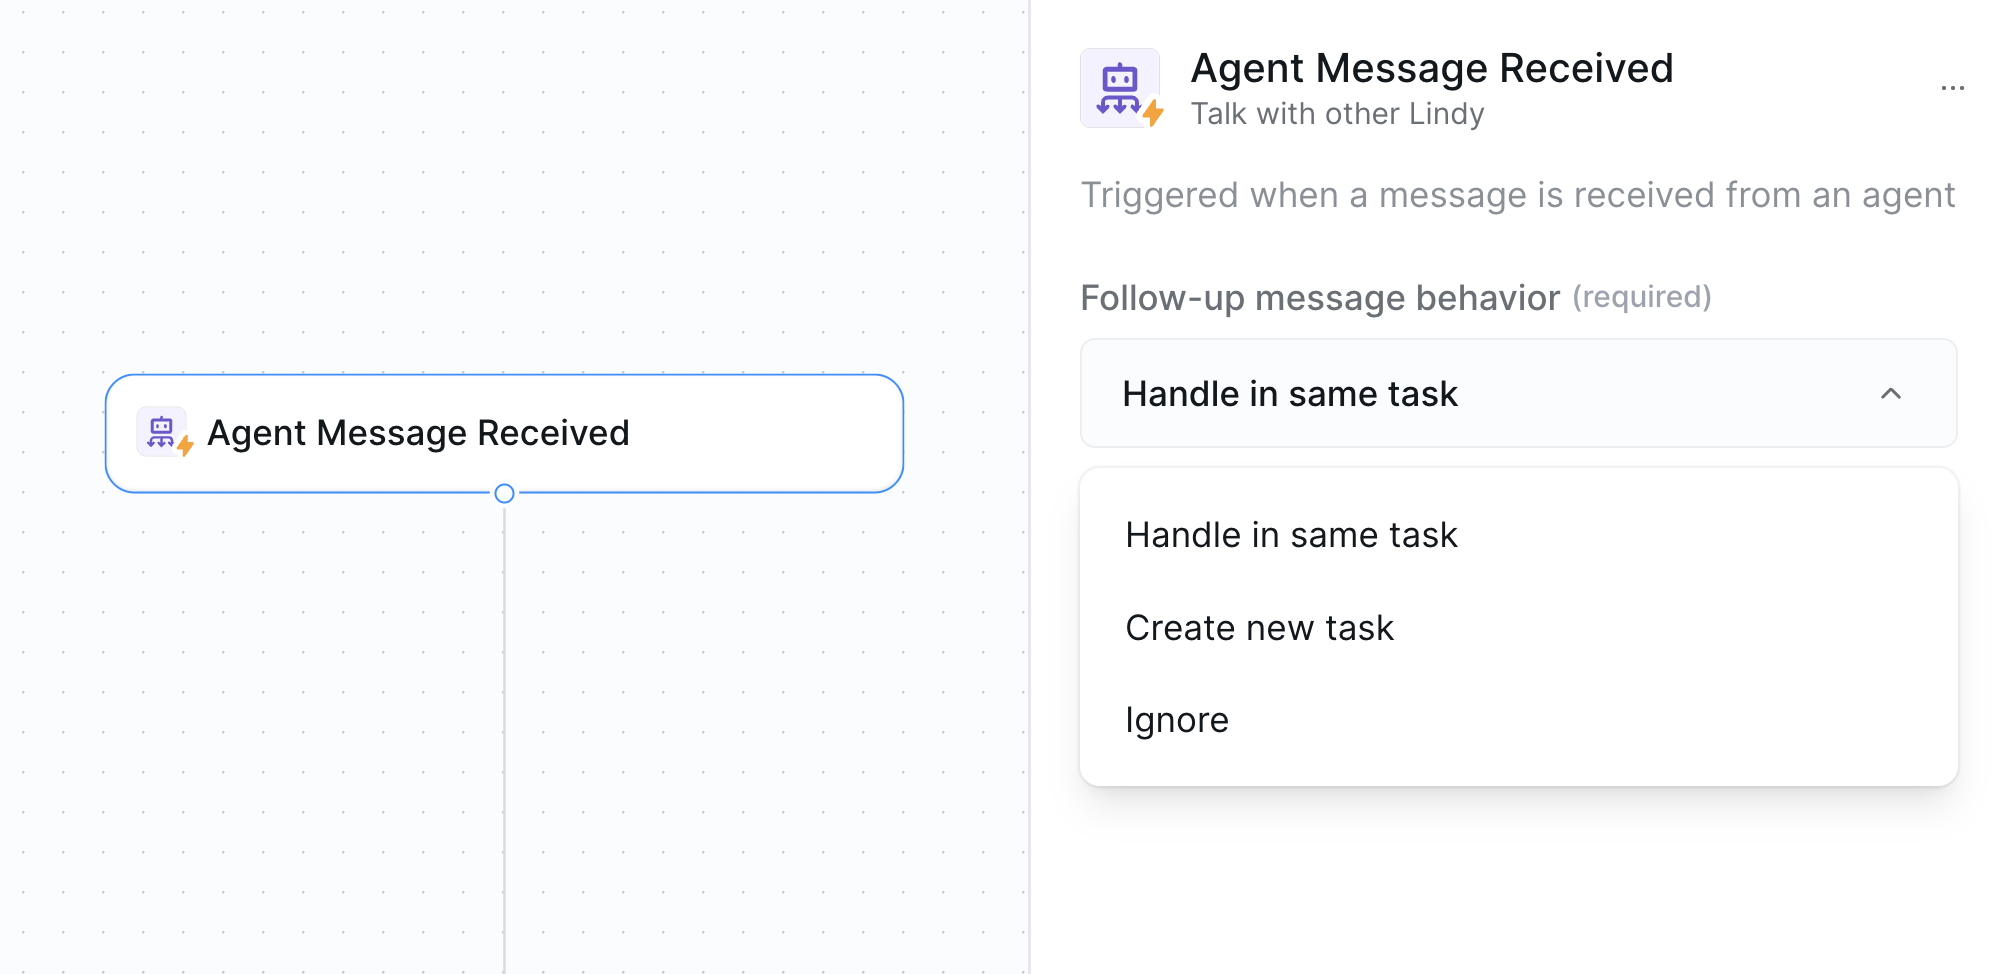 Agent Message Received
Agent Message Received
Talk with other Lindy
Triggered when a message is received from an agent
Follow-up message behavior (required)
Handle in same task
Handle in same task
Create new task
Ignore